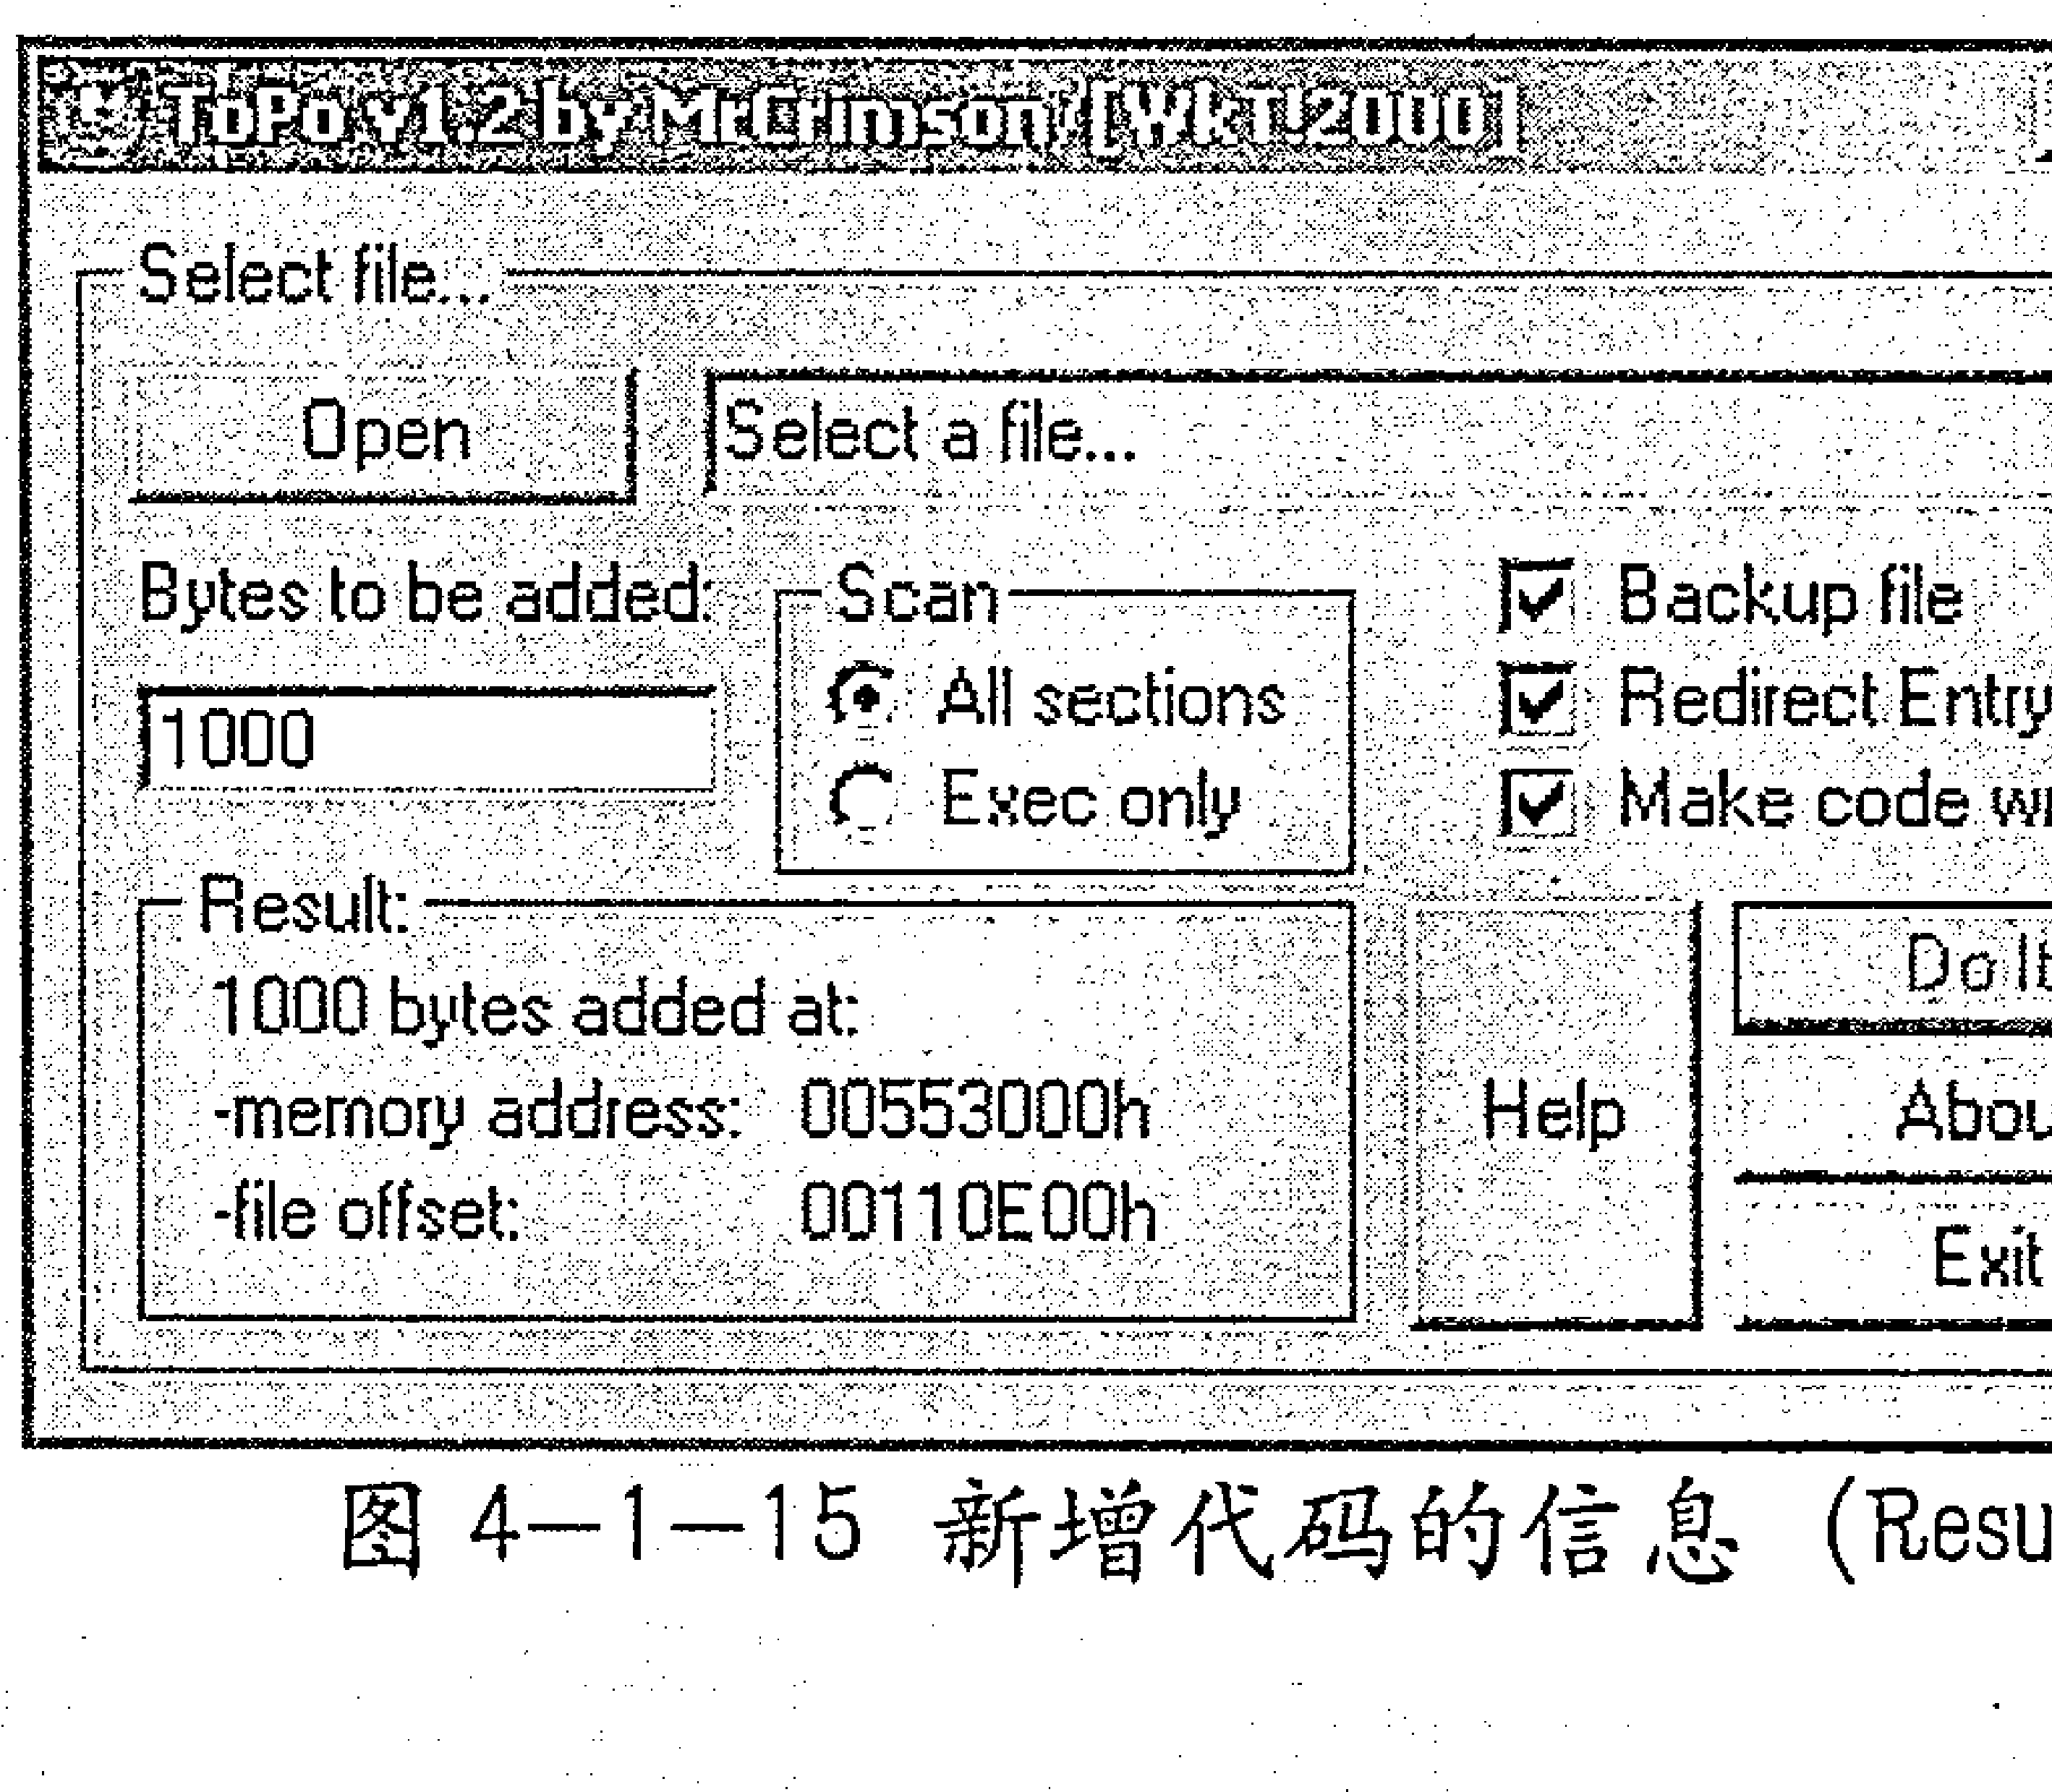 ToPo v1.2 by MrCrimson [WkT!2000]
Select file...
Open
Select a file...
Bytes to be added:
1000
Scan
All sections
Exec only
Backup file
Redirect Entry
Make code
Result:
1000 bytes added at:
-memory address: 00553000h
-file offset: 00110E00h
Help
Do It
Exit
图 4—1—15 新增代码的信息